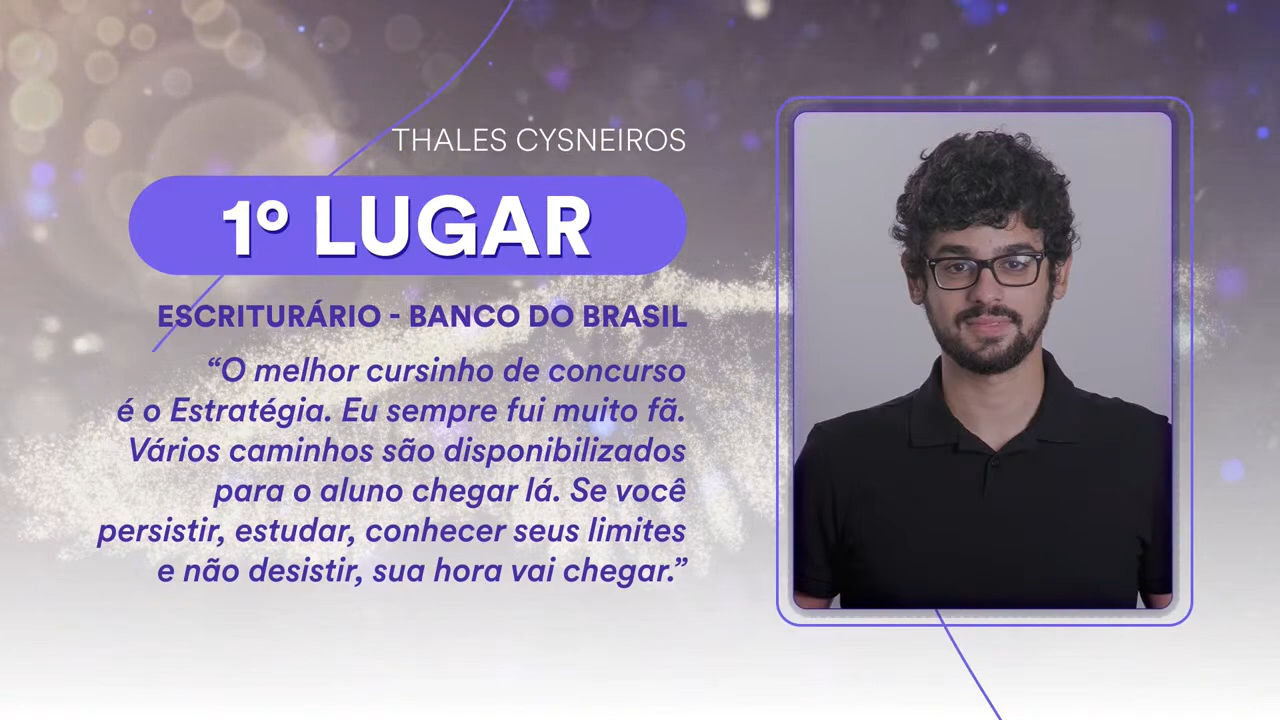 THALES CYSNEIROS
1º LUGAR
ESCRITURÁRIO - BANCO DO BRASIL
“O melhor cursinho de concurso
é o Estratégia. Eu sempre fui muito fã.
Vários caminhos são disponibilizados
para o aluno chegar lá. Se você
persistir, estudar, conhecer seus limites
e não desistir, sua hora vai chegar.”